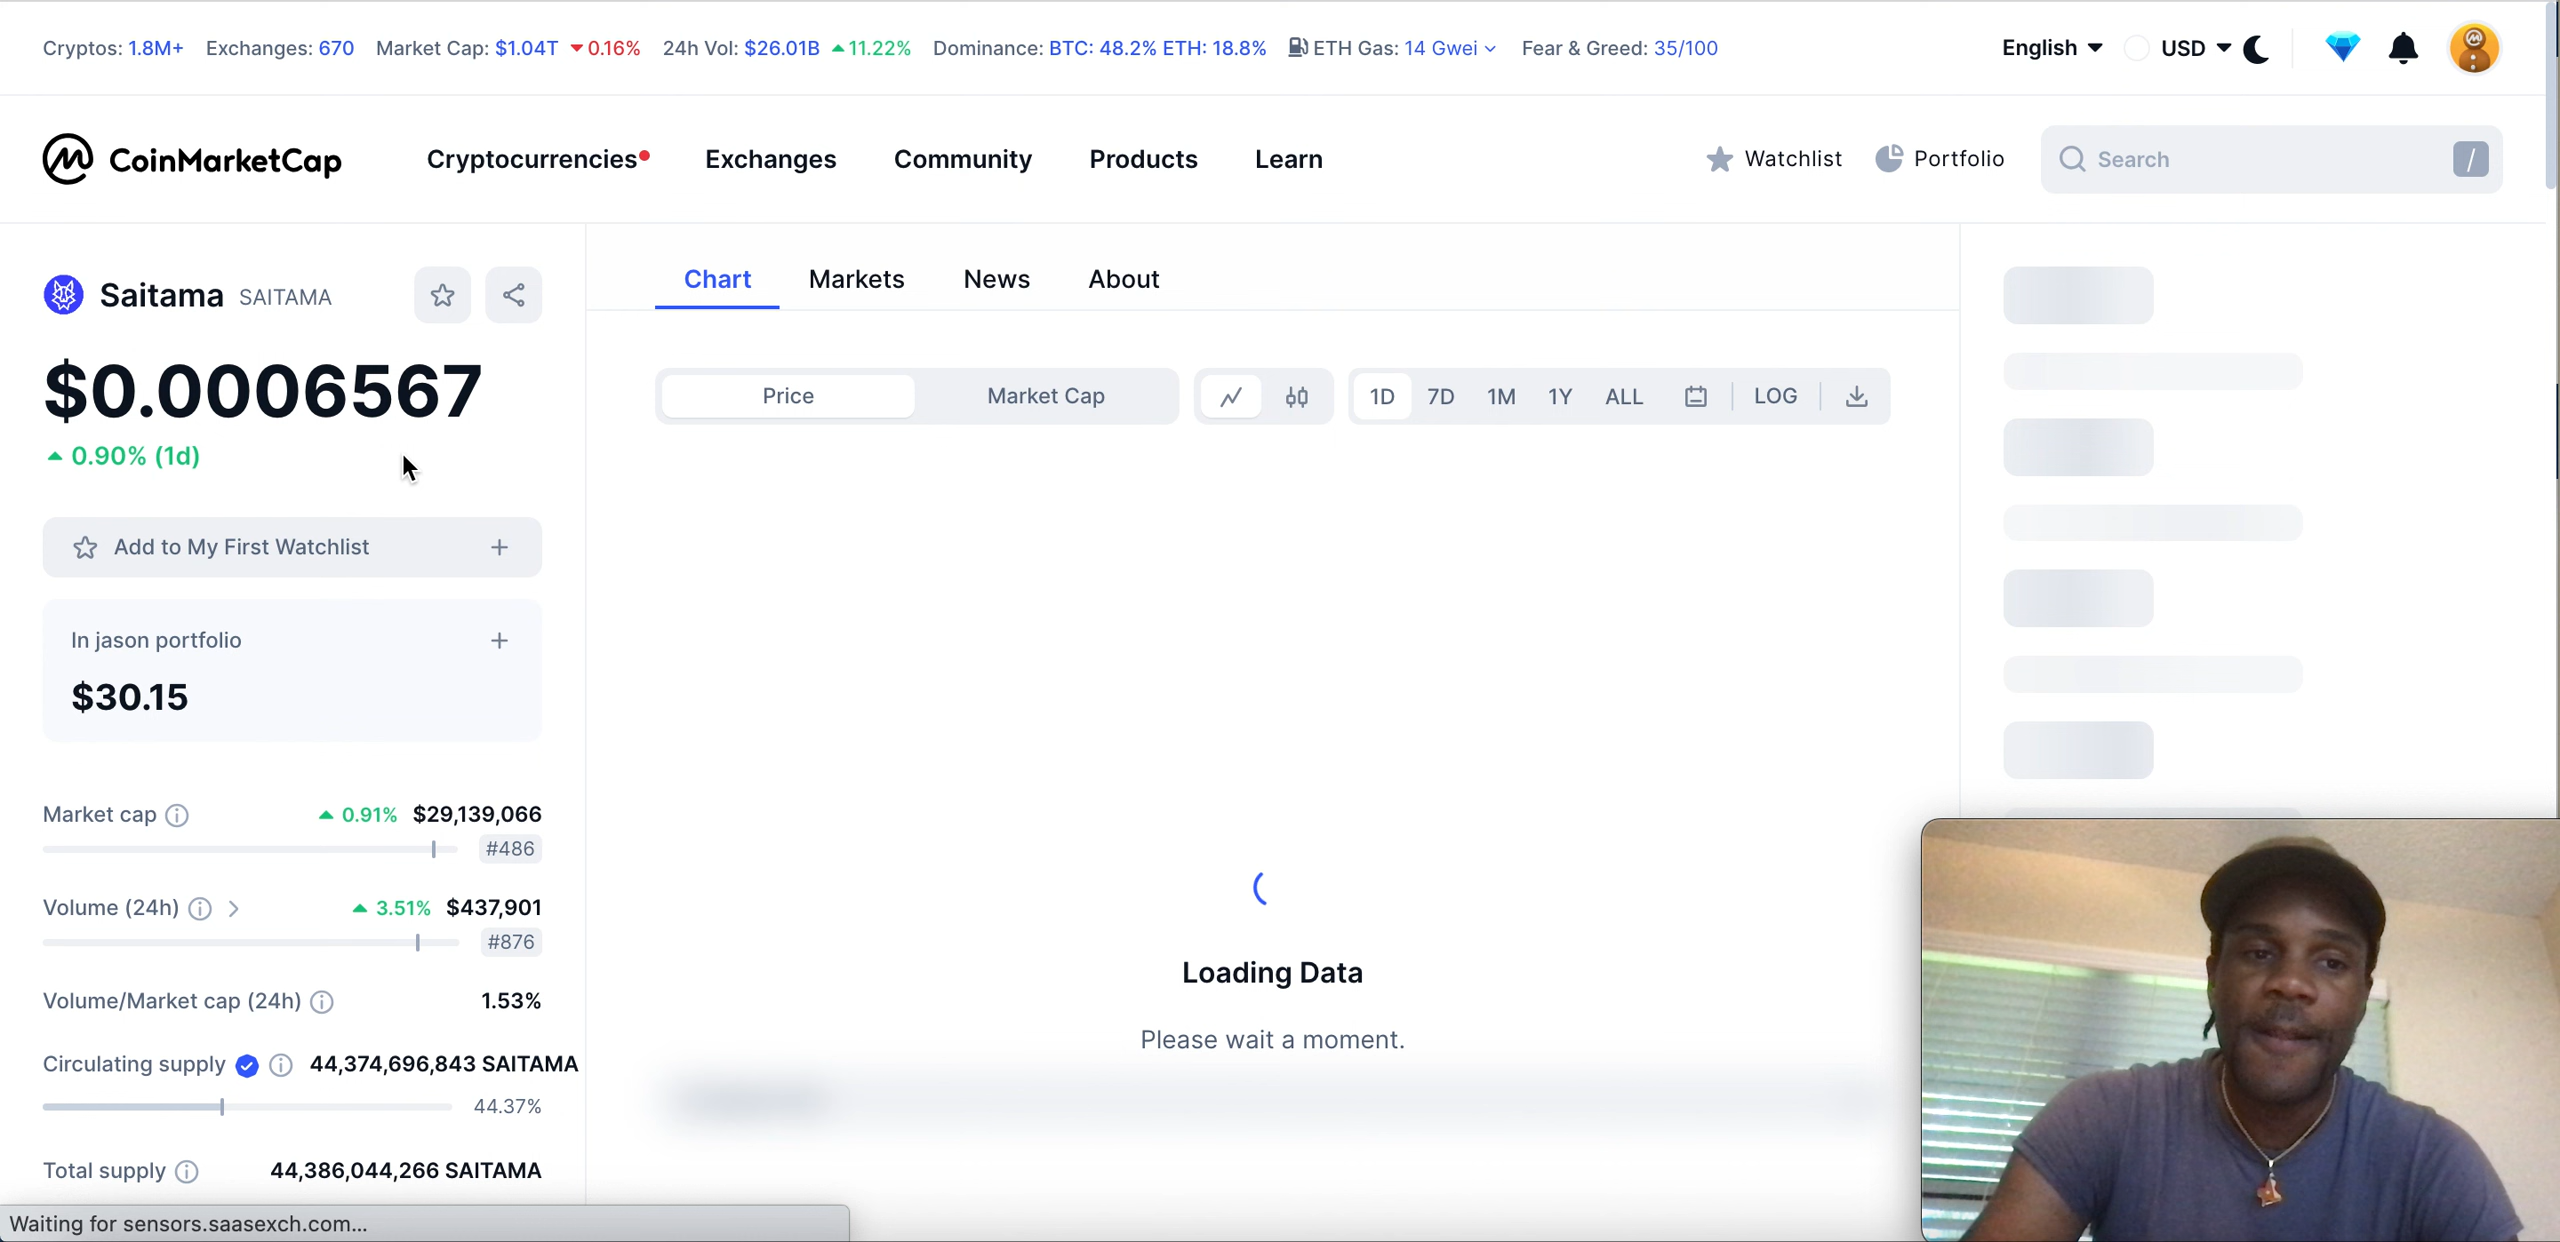 Cryptos: 1.8M+ Exchanges: 670 Market Cap: $1.04T 0.16% 24h Vol: $26.01B 11.22% Dominance: BTC: 48.2% ETH: 18.8% ETH Gas: 14 Gwei Fear & Greed: 35/100 English USD
CoinMarketCap Cryptocurrencies Exchanges Community Products Learn Watchlist Portfolio Search /
Saitama SAITAMA
Chart Markets News About
$0.0006567
0.90% (1d)
Price Market Cap 1D 7D 1M 1Y ALL LOG
Add to My First Watchlist +
In jason portfolio +
$30.15
Market cap 0.91% $29,139,066
#486
Volume (24h) 3.51% $437,901
#876
Volume/Market cap (24h) 1.53%
Circulating supply 44,374,696,843 SAITAMA
44.37%
Total supply 44,386,044,266 SAITAMA
Loading Data
Please wait a moment.
Waiting for sensors.saasexch.com...